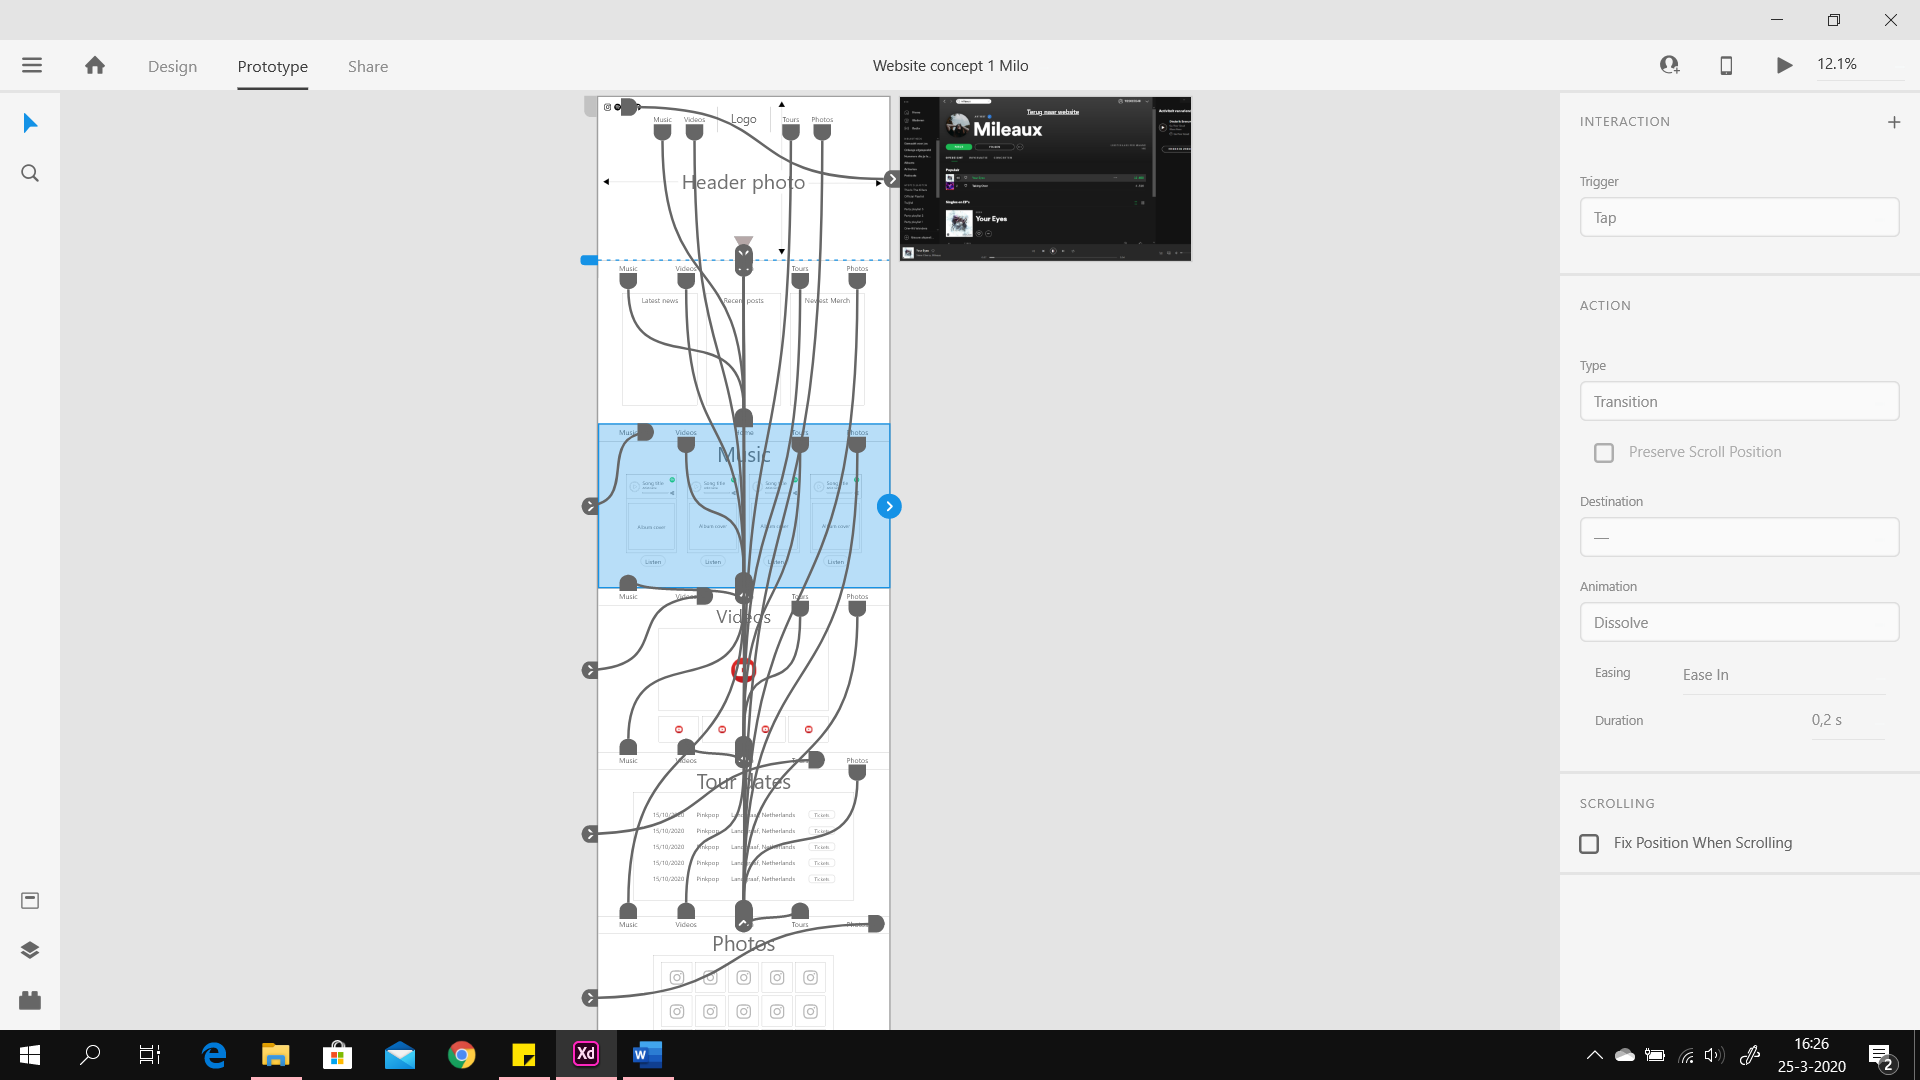 Design
Prototype
Share
Website concept 1 Milo
12.1%
Music
Videos
Logo
Tours
Photos
Header photo
Music
Videos
Tours
Photos
Latest news
Recent posts
Newest Merch
Music
Videos
Home
Tours
Photos
Music
Song title
Song title
Song title
Song title
Album cover
Album cover
Album cover
Album cover
Listen
Listen
Listen
Listen
Music
Videos
Tours
Photos
Videos
Music
Videos
Tours
Photos
Tour dates
15/10/2020 Pinkpop Landgraaf, Netherlands Tickets
15/10/2020 Pinkpop Landgraaf, Netherlands Tickets
15/10/2020 Pinkpop Landgraaf, Netherlands Tickets
15/10/2020 Pinkpop Landgraaf, Netherlands Tickets
15/10/2020 Pinkpop Landgraaf, Netherlands Tickets
Music
Videos
Tours
Photos
Photos
Terug naar website
Mileaux
Populair
Your Eyes
INTERACTION
Trigger
Tap
ACTION
Type
Transition
Preserve Scroll Position
Destination
—
Animation
Dissolve
Easing
Ease In
Duration
0,2 s
SCROLLING
Fix Position When Scrolling
Xd
W
16:26
25-3-2020
2